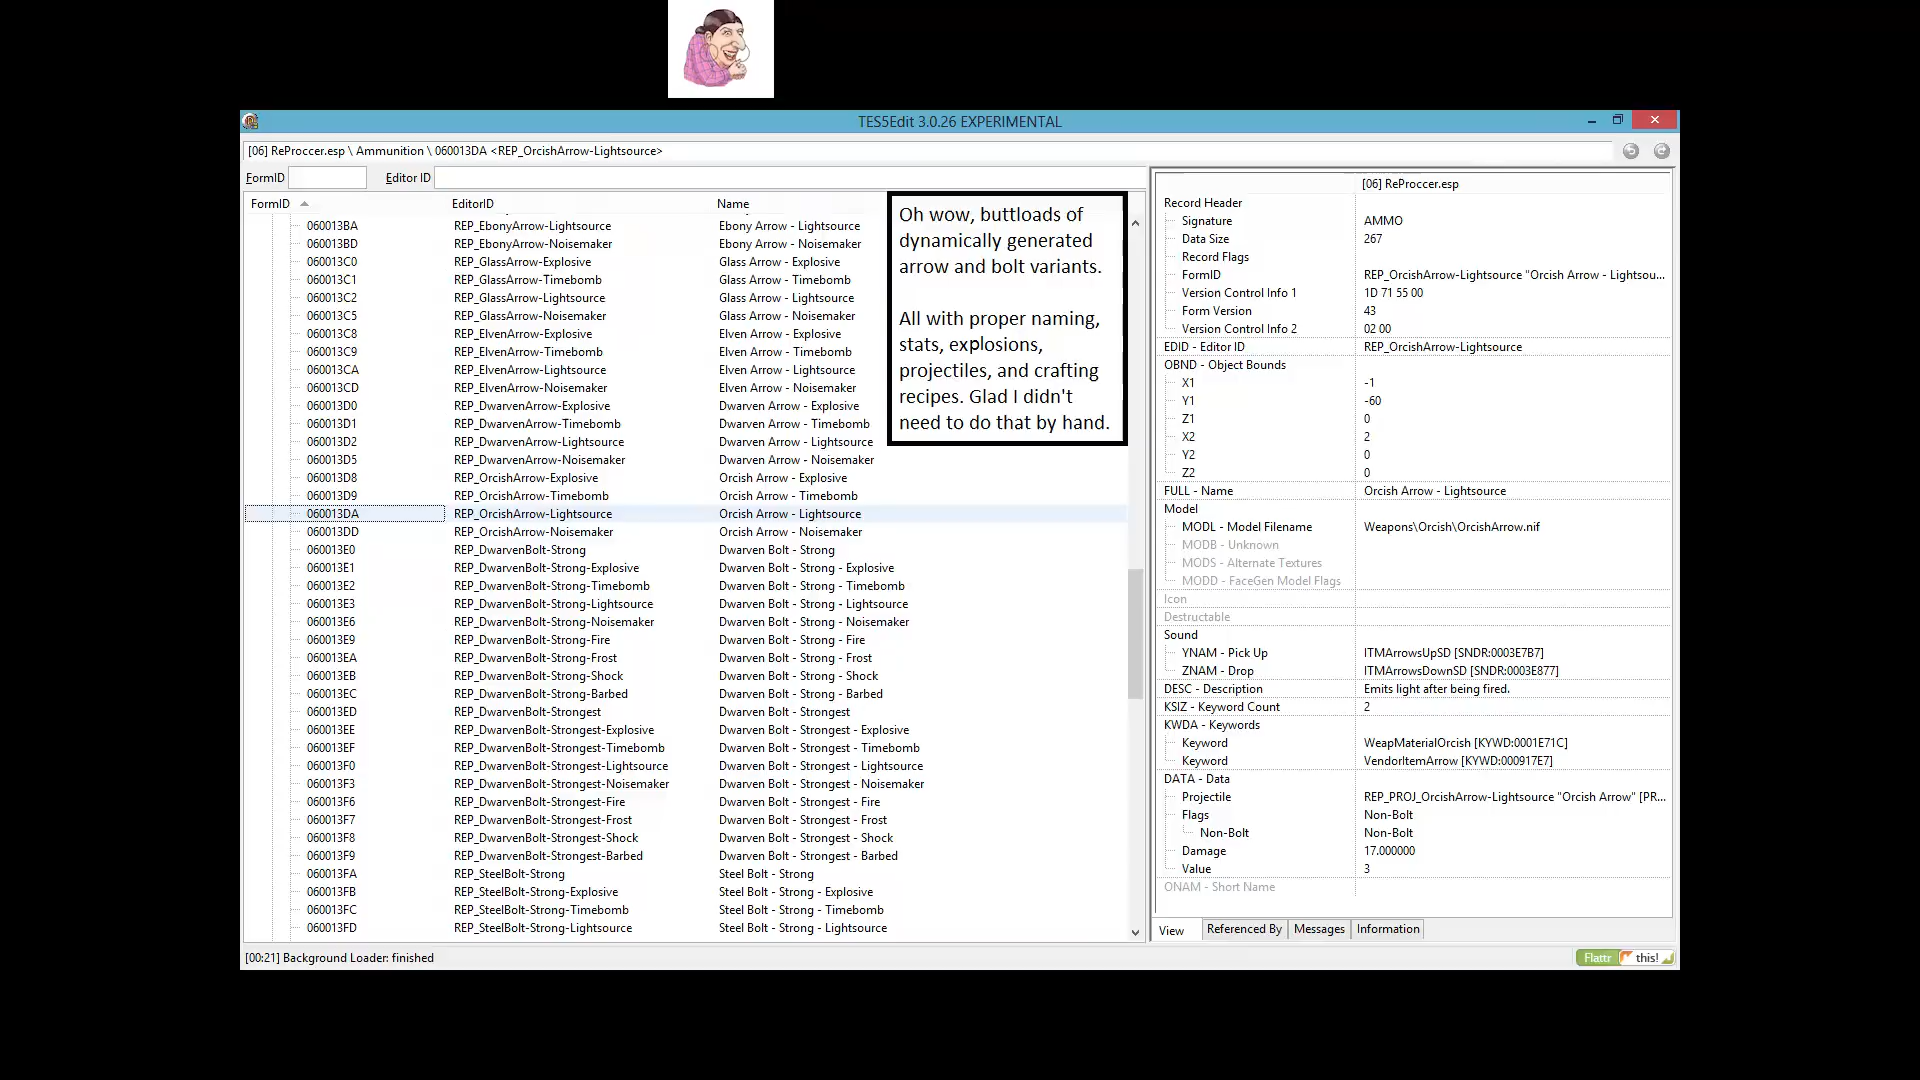 TES5Edit 3.0.26 EXPERIMENTAL
[06] ReProccer.esp \ Ammunition \ 060013DA <REP_OrcishArrow-Lightsource>
FormID Editor ID
FormID EditorID Name
060013BA REP_EbonyArrow-Lightsource Ebony Arrow - Lightsource
060013BD REP_EbonyArrow-Noisemaker Ebony Arrow - Noisemaker
060013C0 REP_GlassArrow-Explosive Glass Arrow - Explosive
060013C1 REP_GlassArrow-Timebomb Glass Arrow - Timebomb
060013C2 REP_GlassArrow-Lightsource Glass Arrow - Lightsource
060013C5 REP_GlassArrow-Noisemaker Glass Arrow - Noisemaker
060013C8 REP_ElvenArrow-Explosive Elven Arrow - Explosive
060013C9 REP_ElvenArrow-Timebomb Elven Arrow - Timebomb
060013CA REP_ElvenArrow-Lightsource Elven Arrow - Lightsource
060013CD REP_ElvenArrow-Noisemaker Elven Arrow - Noisemaker
060013D0 REP_DwarvenArrow-Explosive Dwarven Arrow - Explosive
060013D1 REP_DwarvenArrow-Timebomb Dwarven Arrow - Timebomb
060013D2 REP_DwarvenArrow-Lightsource Dwarven Arrow - Lightsource
060013D5 REP_DwarvenArrow-Noisemaker Dwarven Arrow - Noisemaker
060013D8 REP_OrcishArrow-Explosive Orcish Arrow - Explosive
060013D9 REP_OrcishArrow-Timebomb Orcish Arrow - Timebomb
060013DA REP_OrcishArrow-Lightsource Orcish Arrow - Lightsource
060013DD REP_OrcishArrow-Noisemaker Orcish Arrow - Noisemaker
060013E0 REP_DwarvenBolt-Strong Dwarven Bolt - Strong
060013E1 REP_DwarvenBolt-Strong-Explosive Dwarven Bolt - Strong - Explosive
060013E2 REP_DwarvenBolt-Strong-Timebomb Dwarven Bolt - Strong - Timebomb
060013E3 REP_DwarvenBolt-Strong-Lightsource Dwarven Bolt - Strong - Lightsource
060013E6 REP_DwarvenBolt-Strong-Noisemaker Dwarven Bolt - Strong - Noisemaker
060013E9 REP_DwarvenBolt-Strong-Fire Dwarven Bolt - Strong - Fire
060013EA REP_DwarvenBolt-Strong-Frost Dwarven Bolt - Strong - Frost
060013EB REP_DwarvenBolt-Strong-Shock Dwarven Bolt - Strong - Shock
060013EC REP_DwarvenBolt-Strong-Barbed Dwarven Bolt - Strong - Barbed
060013ED REP_DwarvenBolt-Strongest Dwarven Bolt - Strongest
060013EE REP_DwarvenBolt-Strongest-Explosive Dwarven Bolt - Strongest - Explosive
060013EF REP_DwarvenBolt-Strongest-Timebomb Dwarven Bolt - Strongest - Timebomb
060013F0 REP_DwarvenBolt-Strongest-Lightsource Dwarven Bolt - Strongest - Lightsource
060013F3 REP_DwarvenBolt-Strongest-Noisemaker Dwarven Bolt - Strongest - Noisemaker
060013F6 REP_DwarvenBolt-Strongest-Fire Dwarven Bolt - Strongest - Fire
060013F7 REP_DwarvenBolt-Strongest-Frost Dwarven Bolt - Strongest - Frost
060013F8 REP_DwarvenBolt-Strongest-Shock Dwarven Bolt - Strongest - Shock
060013F9 REP_DwarvenBolt-Strongest-Barbed Dwarven Bolt - Strongest - Barbed
060013FA REP_SteelBolt-Strong Steel Bolt - Strong
060013FB REP_SteelBolt-Strong-Explosive Steel Bolt - Strong - Explosive
060013FC REP_SteelBolt-Strong-Timebomb Steel Bolt - Strong - Timebomb
060013FD REP_SteelBolt-Strong-Lightsource Steel Bolt - Strong - Lightsource
Oh wow, buttloads of
dynamically generated
arrow and bolt variants.
All with proper naming,
stats, explosions,
projectiles, and crafting
recipes. Glad I didn't
need to do that by hand.
[06] ReProccer.esp
Record Header
Signature AMMO
Data Size 267
Record Flags
FormID REP_OrcishArrow-Lightsource "Orcish Arrow - Lightsou...
Version Control Info 1 1D 71 55 00
Form Version 43
Version Control Info 2 02 00
EDID - Editor ID REP_OrcishArrow-Lightsource
OBND - Object Bounds
X1 -1
Y1 -60
Z1 0
X2 2
Y2 0
Z2 0
FULL - Name Orcish Arrow - Lightsource
Model
MODL - Model Filename Weapons\Orcish\OrcishArrow.nif
MODB - Unknown
MODS - Alternate Textures
MODD - FaceGen Model Flags
Icon
Destructable
Sound
YNAM - Pick Up ITMArrowsUpSD [SNDR:0003E7B7]
ZNAM - Drop ITMArrowsDownSD [SNDR:0003E877]
DESC - Description Emits light after being fired.
KSIZ - Keyword Count 2
KWDA - Keywords
Keyword WeapMaterialOrcish [KYWD:0001E71C]
Keyword VendorItemArrow [KYWD:000917E7]
DATA - Data
Projectile REP_PROJ_OrcishArrow-Lightsource "Orcish Arrow" [PR...
Flags Non-Bolt
Non-Bolt Non-Bolt
Damage 17.000000
Value 3
ONAM - Short Name
View Referenced By Messages Information
[00:21] Background Loader: finished
Flattr this!